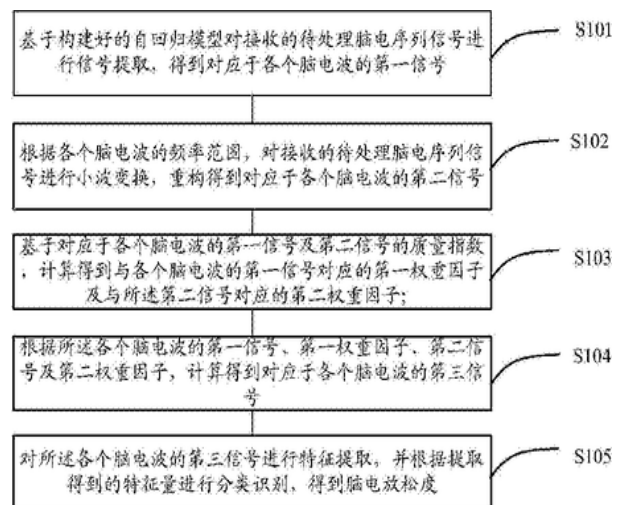 基于构建好的自回归模型对接收的待处理脑电序列信号进
行信号提取，得到对应于各个脑电波的第一信号
S101
根据各个脑电波的频率范围，对接收的待处理脑电序列信
号进行小波变换，重构得到对应于各个脑电波的第二信号
S102
基于对应于各个脑电波的第一信号及第二信号的质量指数
，计算得到与各个脑电波的第一信号对应的第一权重因子
及与所述第二信号对应的第二权重因子;
S103
根据所述各个脑电波的第一信号、第一权重因子、第二信
号及第二权重因子，计算得到对应于各个脑电波的第三信
号
S104
对所述各个脑电波的第三信号进行特征提取，并根据提取
得到的特征量进行分类识别，得到脑电放松度
S105